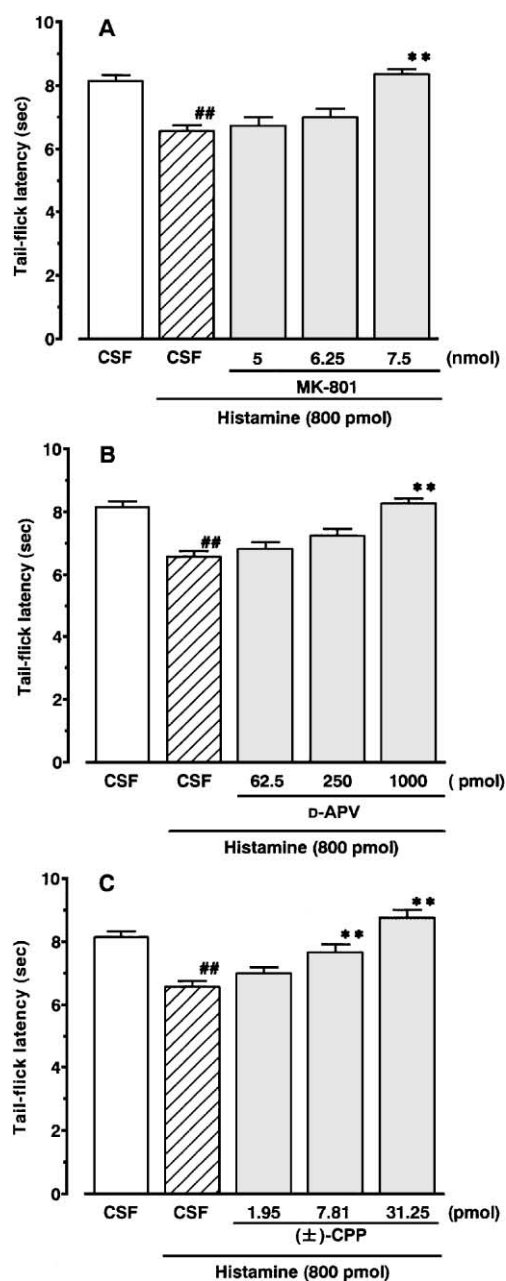 A
Tail-flick latency (sec)
10
8
6
4
2
0
##
**
CSF CSF 5 6.25 7.5 (nmol)
MK-801
Histamine (800 pmol)
B
Tail-flick latency (sec)
10
8
6
4
2
0
##
**
CSF CSF 62.5 250 1000 ( pmol)
D-APV
Histamine (800 pmol)
C
Tail-flick latency (sec)
10
8
6
4
2
0
##
**
**
CSF CSF 1.95 7.81 31.25 (pmol)
(±)-CPP
Histamine (800 pmol)